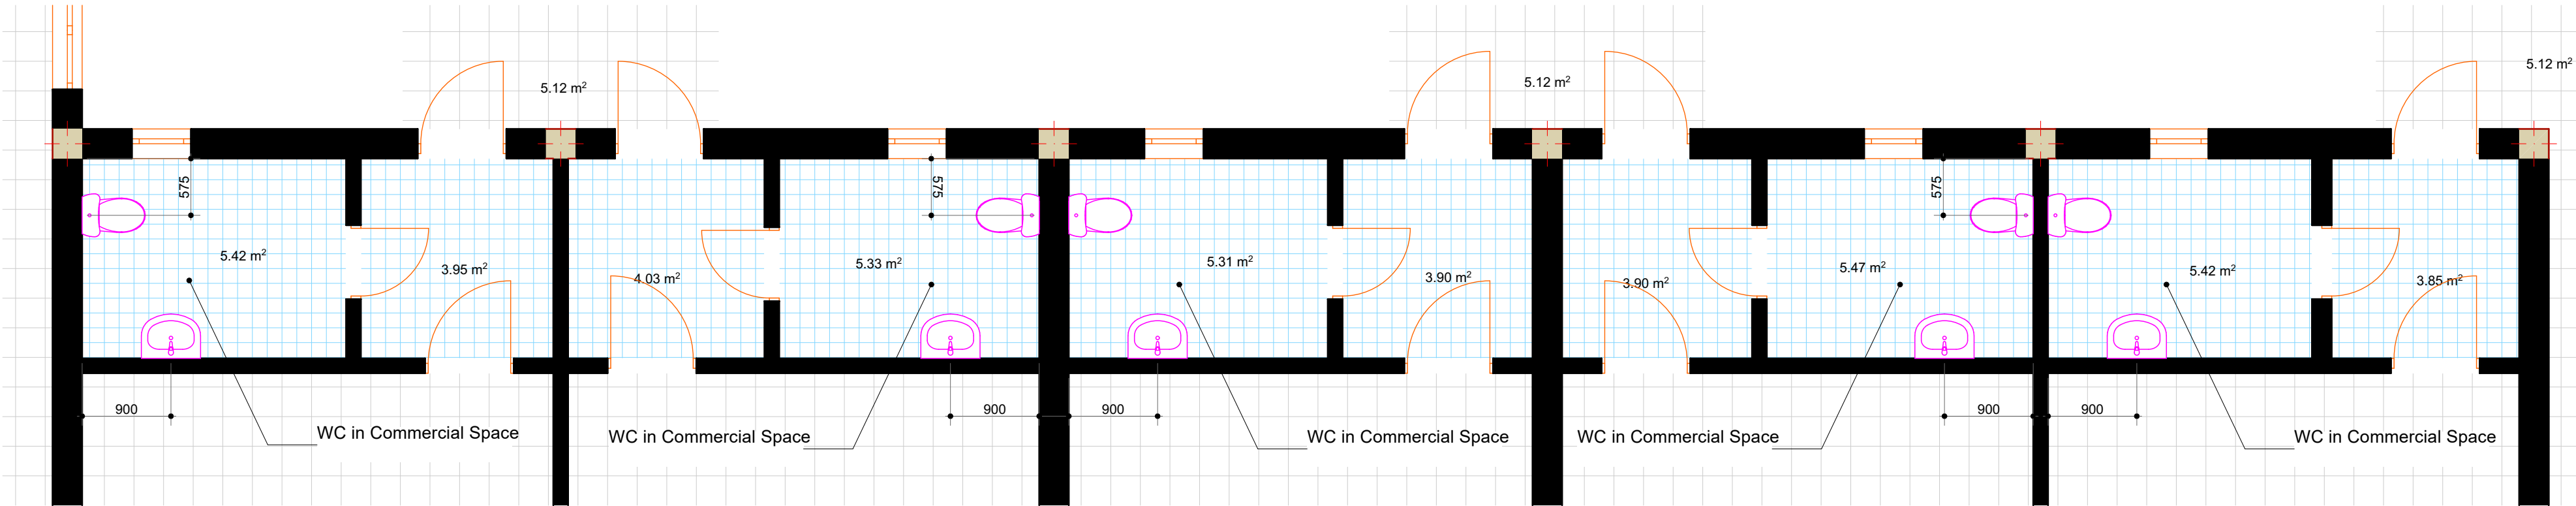 5.12 m²
5.12 m²
5.12 m²
575
575
575
5.42 m²
3.95 m²
4.03 m²
5.33 m²
5.31 m²
3.90 m²
3.90 m²
5.47 m²
5.42 m²
3.85 m²
900
900
900
900
900
WC in Commercial Space
WC in Commercial Space
WC in Commercial Space
WC in Commercial Space
WC in Commercial Space